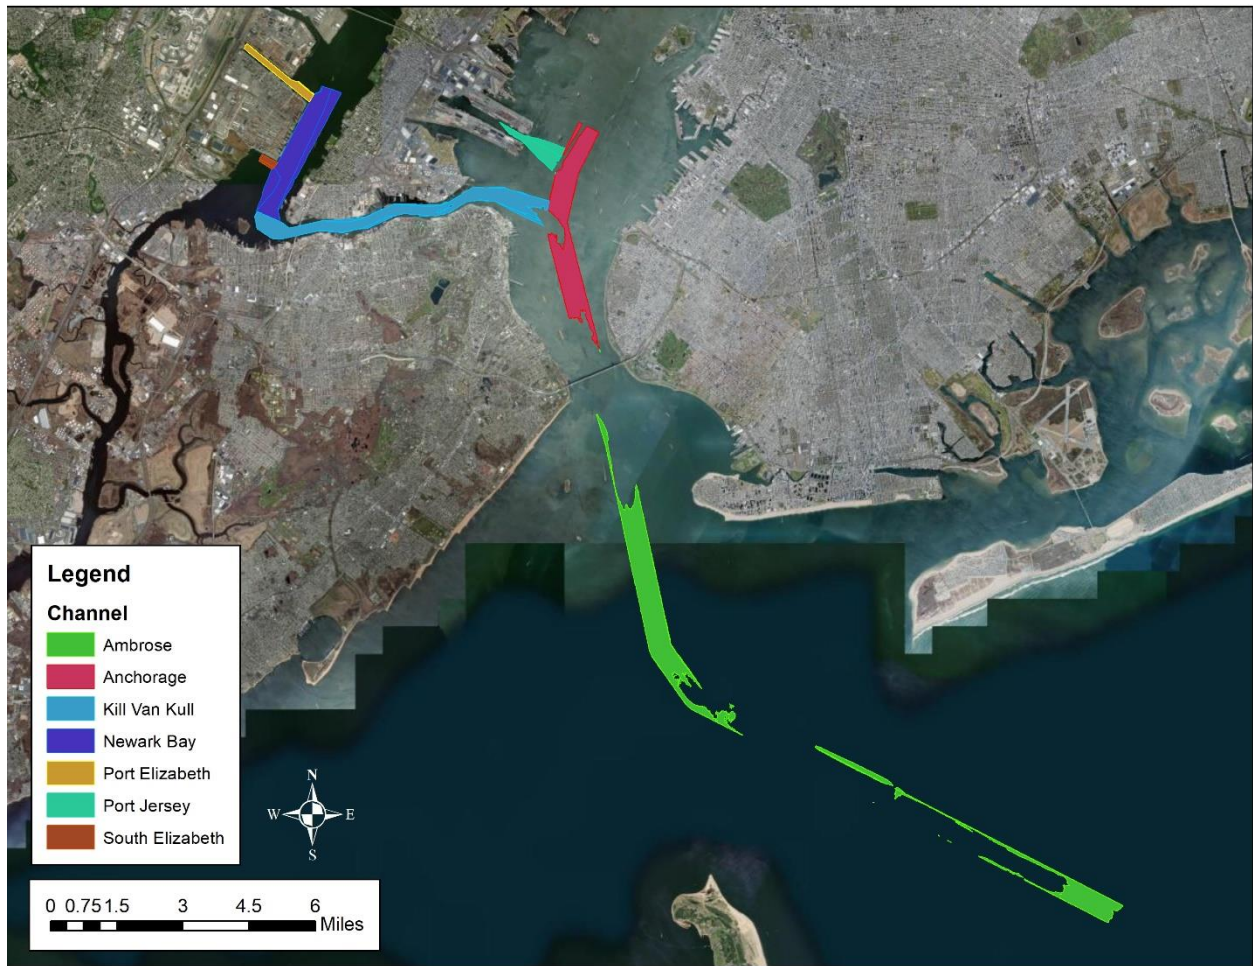 Legend
Channel
Ambrose
Anchorage
Kill Van Kull
Newark Bay
Port Elizabeth
Port Jersey
South Elizabeth
N
W E
S
0 0.75 1.5 3 4.5 6
Miles